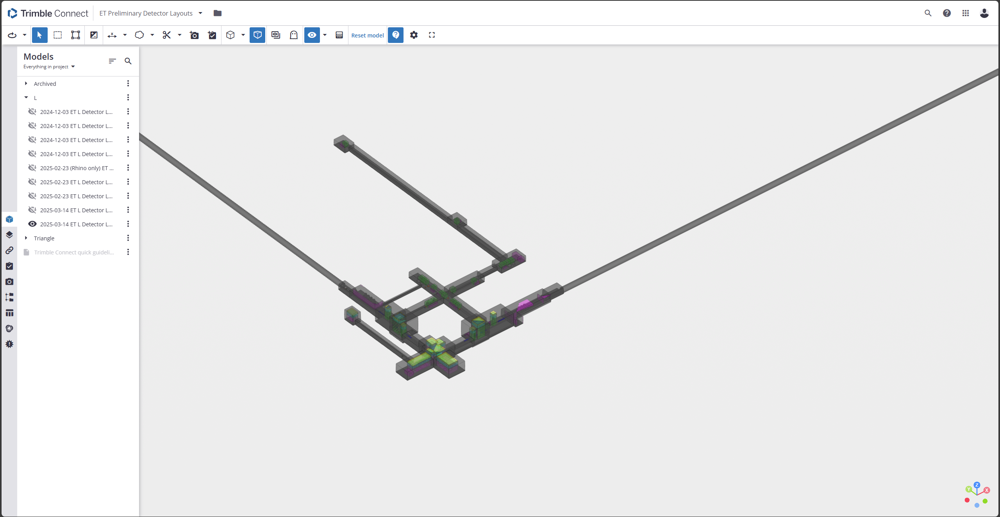 Trimble Connect
ET Preliminary Detector Layouts
Reset model
Models
Everything in project
Archived
L
2024-12-03 ET L Detector L...
2024-12-03 ET L Detector L...
2024-12-03 ET L Detector L...
2024-12-03 ET L Detector L...
2025-02-23 (Rhino only) ET ...
2025-02-23 ET L Detector L...
2025-02-23 ET L Detector L...
2025-03-14 ET L Detector L...
2025-03-14 ET L Detector L...
Triangle
Trimble Connect quick guideli...
Z
Y
X